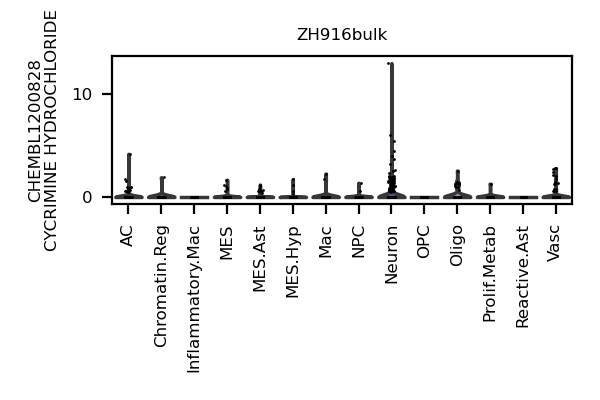 ZH916bulk
CHEMBL1200828
CYCRIMINE HYDROCHLORIDE
10
0
AC
Chromatin.Reg
Inflammatory.Mac
MES
MES.Ast
MES.Hyp
Mac
NPC
Neuron
OPC
Oligo
Prolif.Metab
Reactive.Ast
Vasc